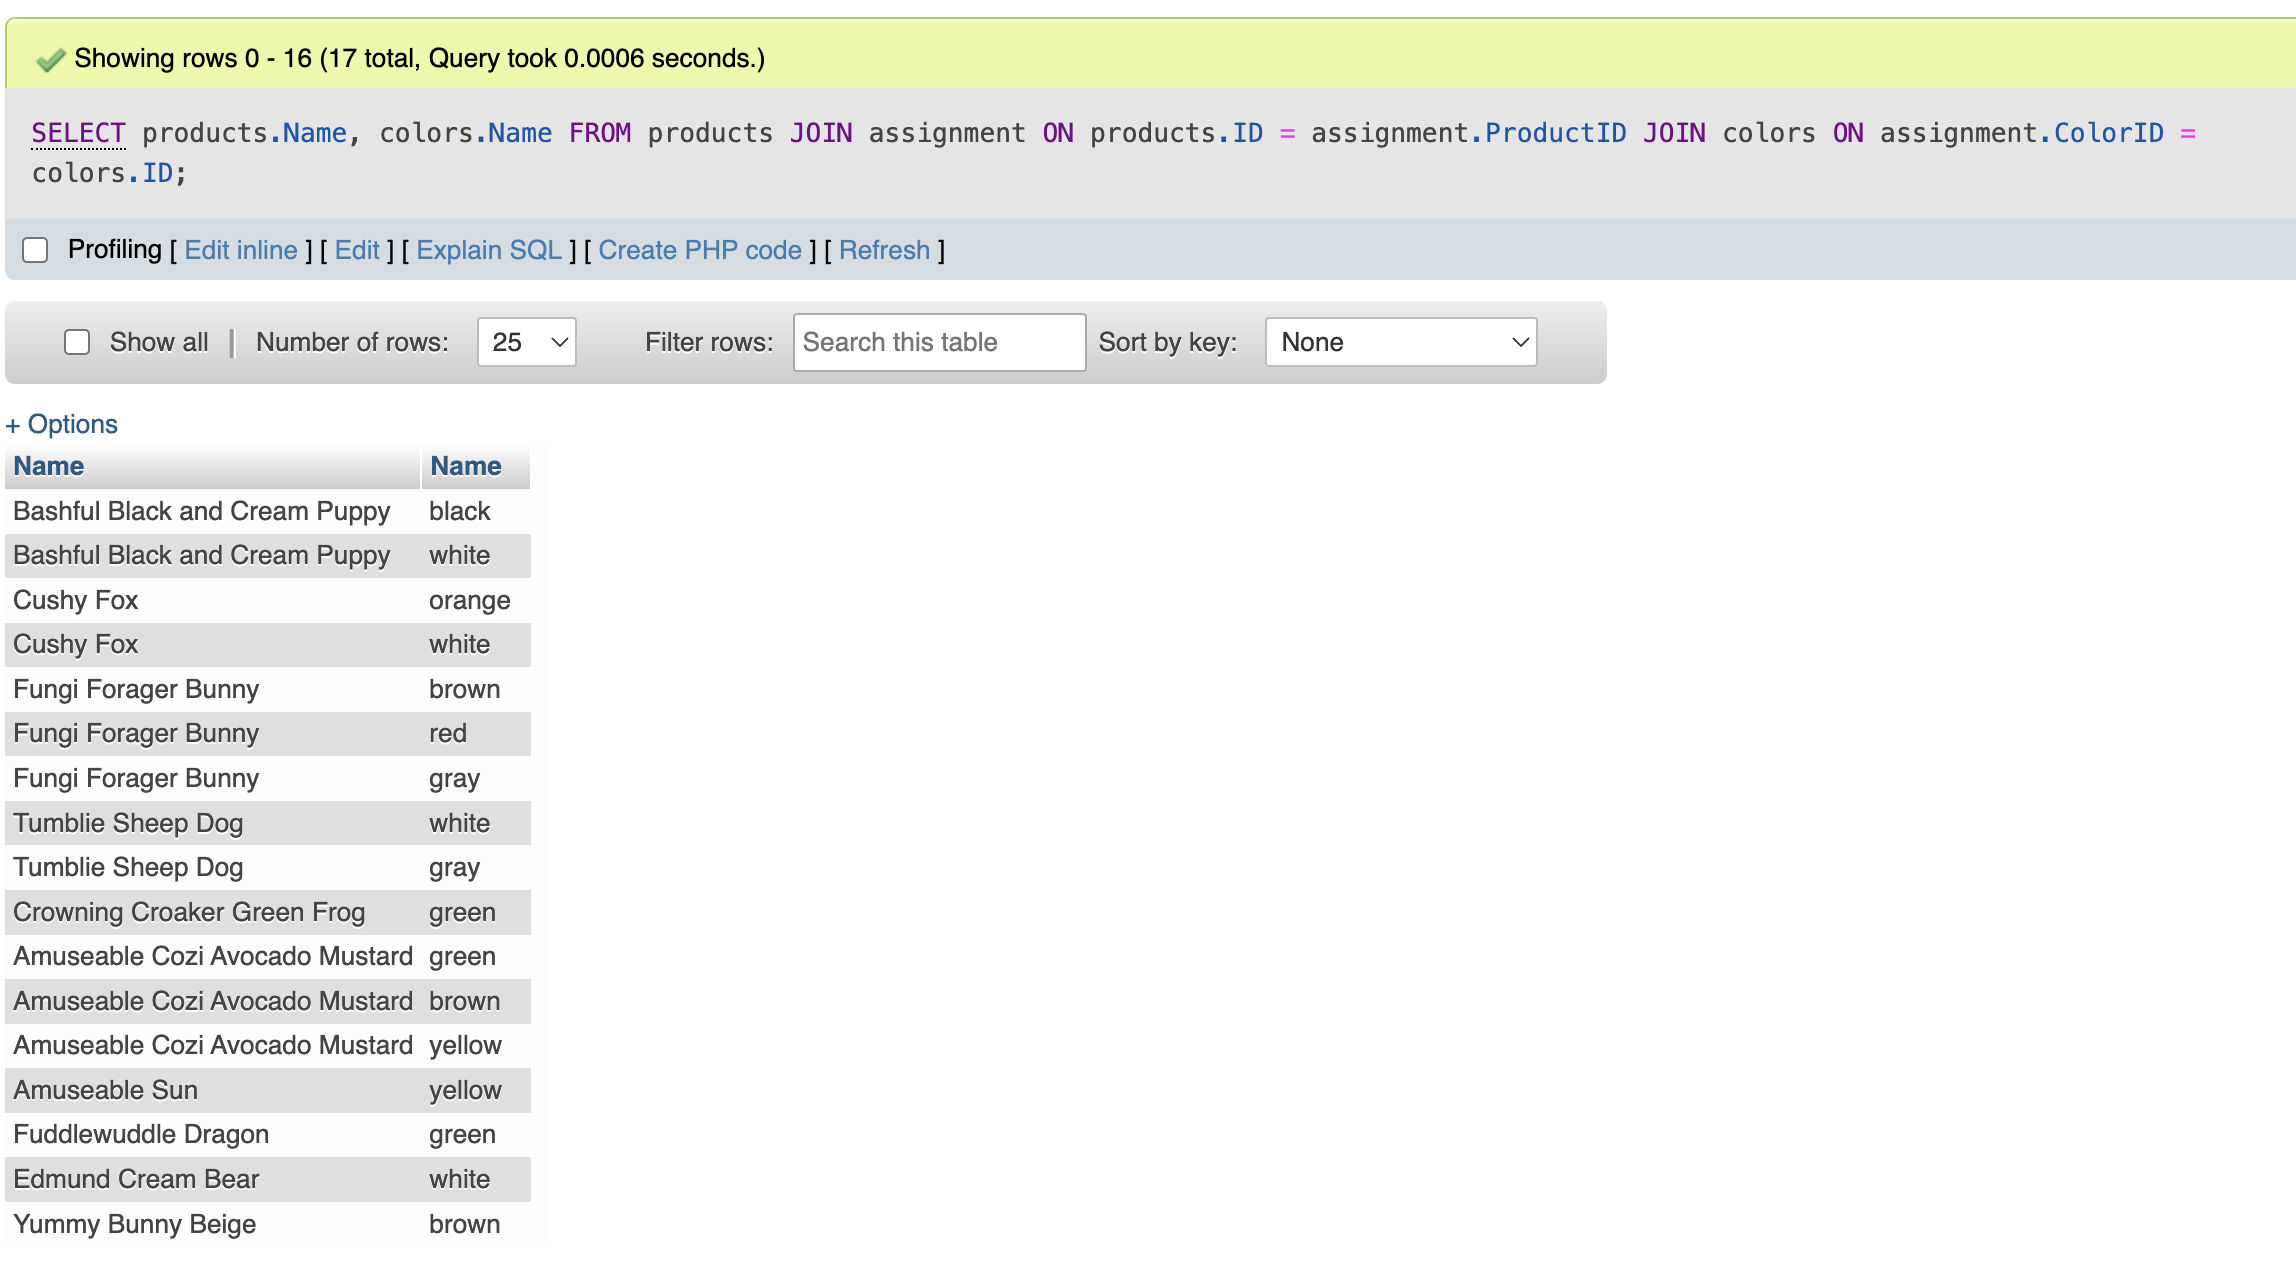 Showing rows 0 - 16 (17 total, Query took 0.0006 seconds.)
SELECT products.Name, colors.Name FROM products JOIN assignment ON products.ID = assignment.ProductID JOIN colors ON assignment.ColorID =
colors.ID;
Profiling [ Edit inline ] [ Edit ] [ Explain SQL ] [ Create PHP code ] [ Refresh ]
Show all | Number of rows: 25 Filter rows: Search this table Sort by key: None
+ Options
Name Name
Bashful Black and Cream Puppy black
Bashful Black and Cream Puppy white
Cushy Fox orange
Cushy Fox white
Fungi Forager Bunny brown
Fungi Forager Bunny red
Fungi Forager Bunny gray
Tumblie Sheep Dog white
Tumblie Sheep Dog gray
Crowning Croaker Green Frog green
Amuseable Cozi Avocado Mustard green
Amuseable Cozi Avocado Mustard brown
Amuseable Cozi Avocado Mustard yellow
Amuseable Sun yellow
Fuddlewuddle Dragon green
Edmund Cream Bear white
Yummy Bunny Beige brown